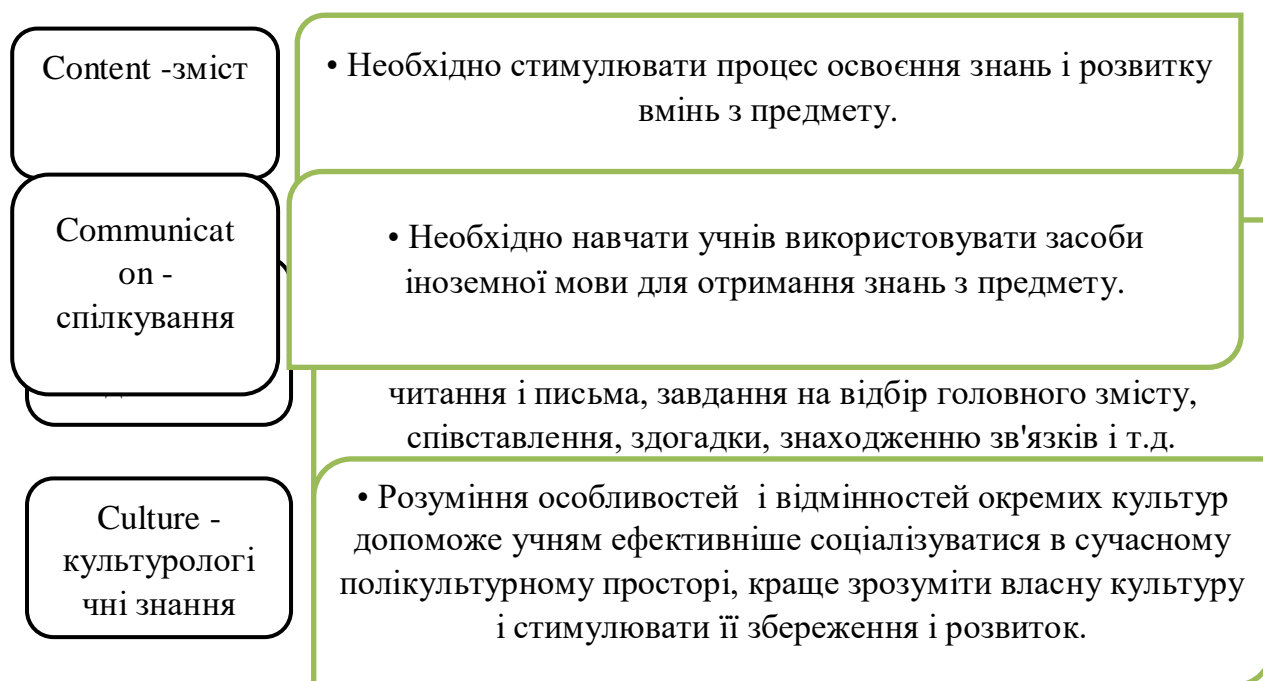 Content -зміст
• Необхідно стимулювати процес освоєння знань і розвитку
вмінь з предмету.
Communicat
on -
спілкування
• Необхідно навчати учнів використовувати засоби
іноземної мови для отримання знань з предмету.
читання і письма, завдання на відбір головного змісту,
співставлення, здогадки, знаходженню зв'язків і т.д.
Culture -
культурологі
чні знання
• Розуміння особливостей і відмінностей окремих культур
допоможе учням ефективніше соціалізуватися в сучасному
полікультурному просторі, краще зрозуміти власну культуру
і стимулювати її збереження і розвиток.